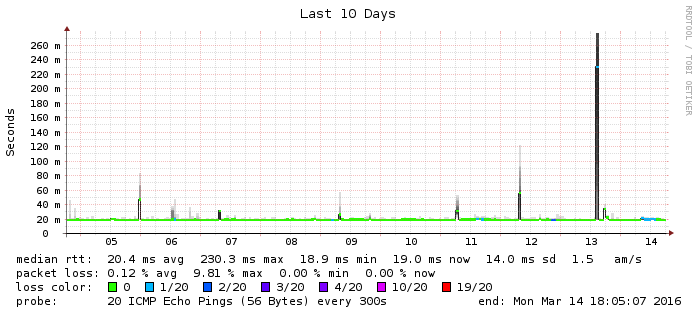 Last 10 Days
RRDTOOL / TOBI OETIKER
Seconds
260 m
240 m
220 m
200 m
180 m
160 m
140 m
120 m
100 m
80 m
60 m
40 m
20 m
0
05 06 07 08 09 10 11 12 13 14
median rtt: 20.4 ms avg 230.3 ms max 18.9 ms min 19.0 ms now 14.0 ms sd 1.5 am/s
packet loss: 0.12 % avg 9.81 % max 0.00 % min 0.00 % now
loss color: 0 1/20 2/20 3/20 4/20 10/20 19/20
probe: 20 ICMP Echo Pings (56 Bytes) every 300s end: Mon Mar 14 18:05:07 2016